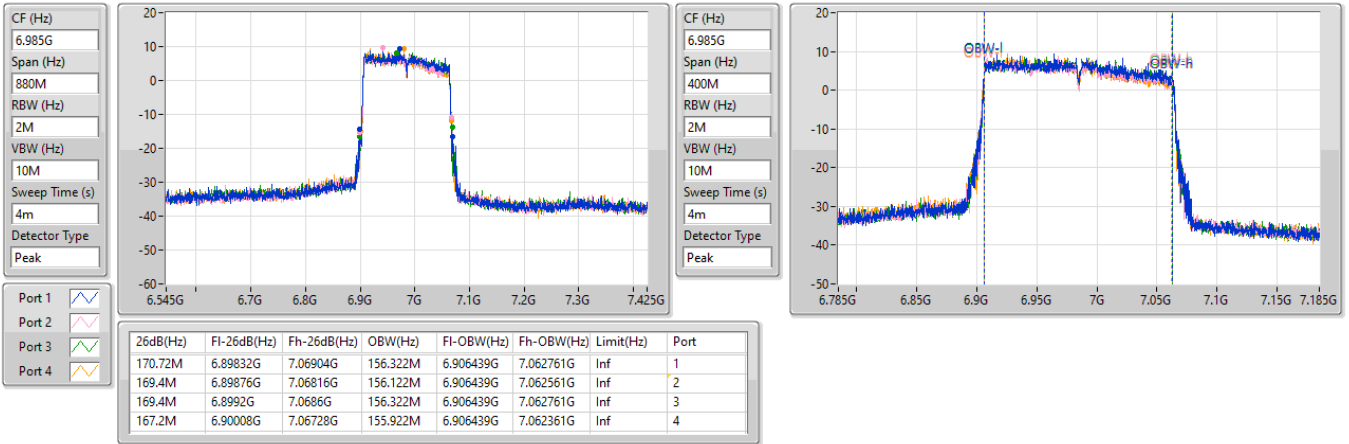 CF (Hz)
6.985G
Span (Hz)
880M
RBW (Hz)
2M
VBW (Hz)
10M
Sweep Time (s)
4m
Detector Type
Peak
20
10
0
-10
-20
-30
-40
-50
-60
6.545G 6.7G 6.8G 6.9G 7G 7.1G 7.2G 7.3G 7.425G
CF (Hz)
6.985G
Span (Hz)
400M
RBW (Hz)
2M
VBW (Hz)
10M
Sweep Time (s)
4m
Detector Type
Peak
20
10
0
-10
-20
-30
-40
-50
OBW-l
OBW-h
6.785G 6.85G 6.9G 6.95G 7G 7.05G 7.1G 7.15G 7.185G
Port 1
Port 2
Port 3
Port 4
26dB(Hz) Fl-26dB(Hz) Fh-26dB(Hz) OBW(Hz) Fl-OBW(Hz) Fh-OBW(Hz) Limit(Hz) Port
170.72M 6.89832G 7.06904G 156.322M 6.906439G 7.062761G Inf 1
169.4M 6.89876G 7.06816G 156.122M 6.906439G 7.062561G Inf 2
169.4M 6.8992G 7.0686G 156.322M 6.906439G 7.062761G Inf 3
167.2M 6.90008G 7.06728G 155.922M 6.906439G 7.062361G Inf 4